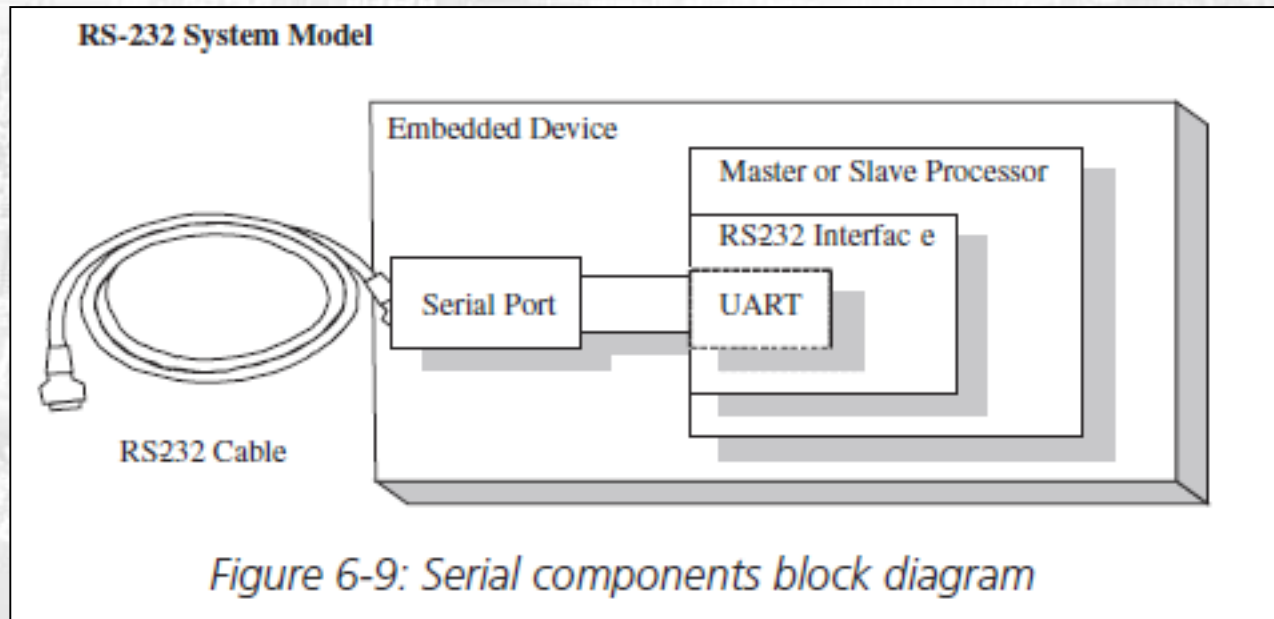 RS-232 System Model
Embedded Device
Master or Slave Processor
RS232 Interfac e
Serial Port
UART
RS232 Cable
Figure 6-9: Serial components block diagram